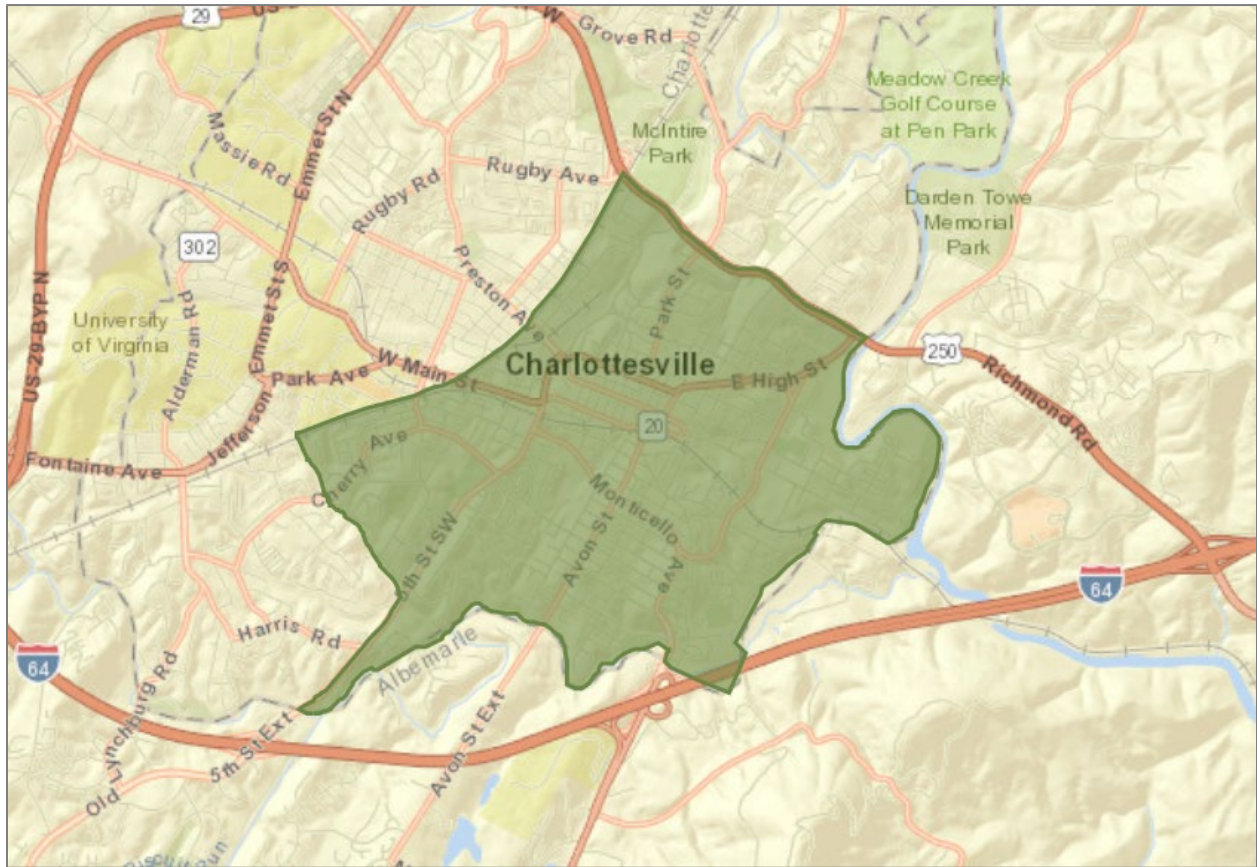 29
Grove Rd
Charlotte
Meadow Creek
Golf Course
at Pen Park
McIntire
Park
Massie Rd
Emmet St N
Rugby Ave
Rugby Rd
Darden Towe
Memorial
Park
302
Preston Ave
Park St
University
of Virginia
Alderman Rd
Emmet St S
Jefferson
Park Ave
W Main St
Charlottesville
E High St
250
Richmond Rd
US-29 BYP N
20
Fontaine Ave
Cherry Ave
Monticello Ave
Avon St
64
Harris Rd
Albemarle
64
Old Lynchburg Rd
5th St Ext
Avon St Ext